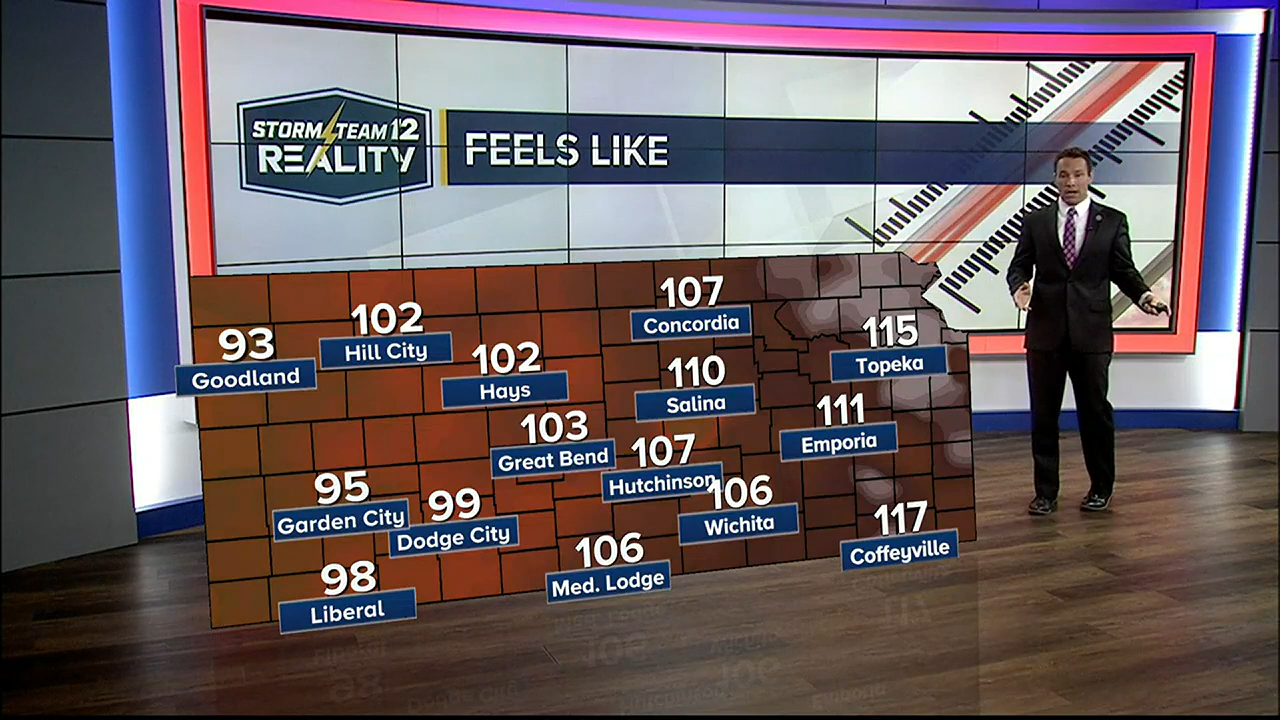 STORM TEAM 12
REALITY
FEELS LIKE
107
Concordia
102
Hill City
93
Goodland
115
Topeka
102
Hays
110
Salina
111
Emporia
103
Great Bend
107
Hutchinson
106
Wichita
95
Garden City
99
Dodge City
117
Coffeyville
106
Med. Lodge
98
Liberal